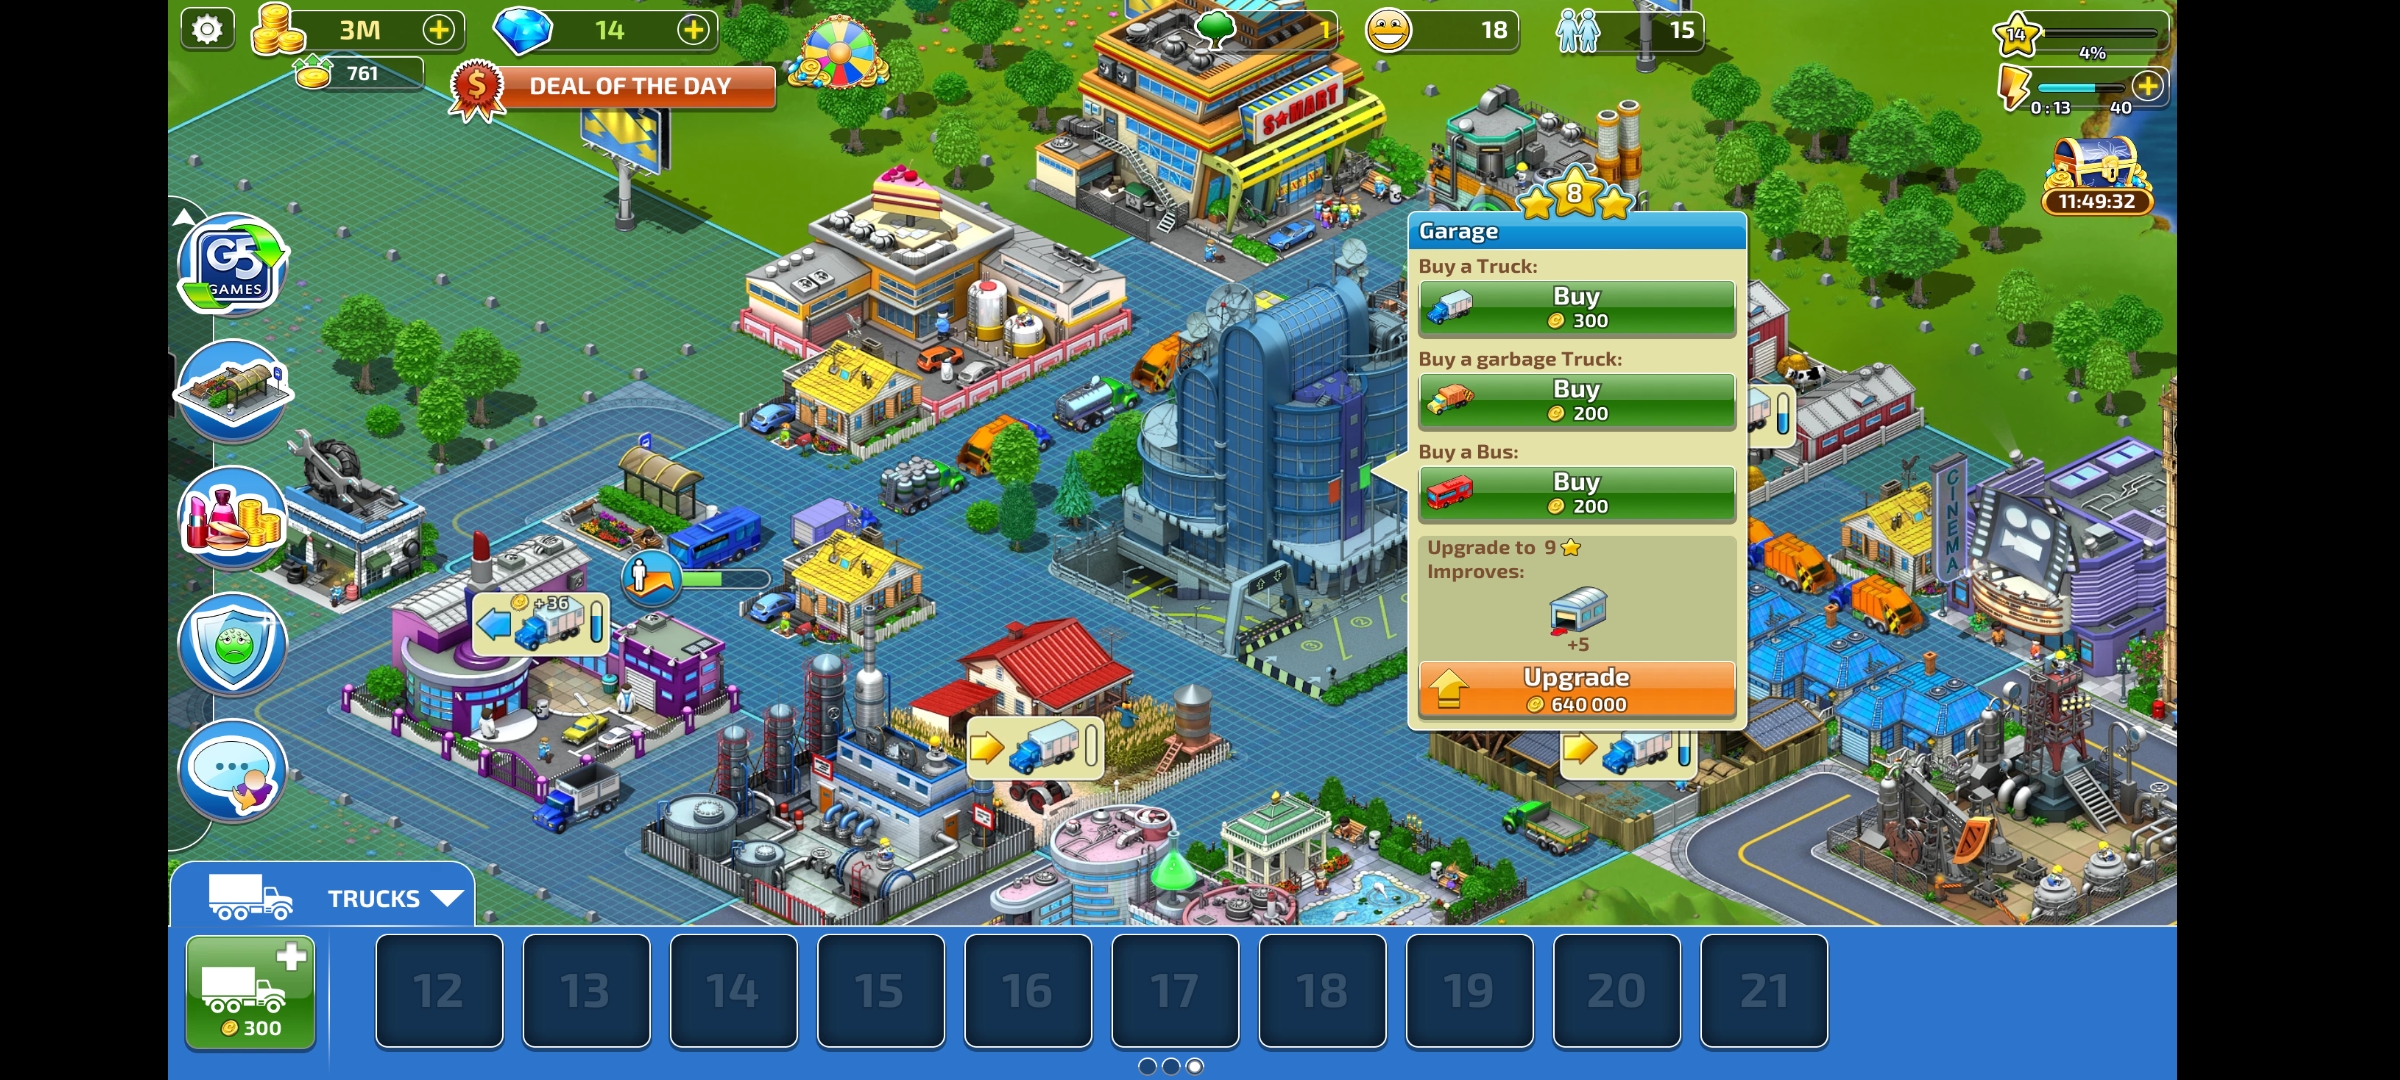 3M
14
1
18
15
14
4%
761
DEAL OF THE DAY
0:13
40
S★MART
11:49:32
8
G5
GAMES
Garage
Buy a Truck:
Buy
300
Buy a garbage Truck:
Buy
200
Buy a Bus:
Buy
200
Upgrade to 9
Improves:
+5
Upgrade
640 000
CINEMA
+36
TRUCKS
300
12
13
14
15
16
17
18
19
20
21